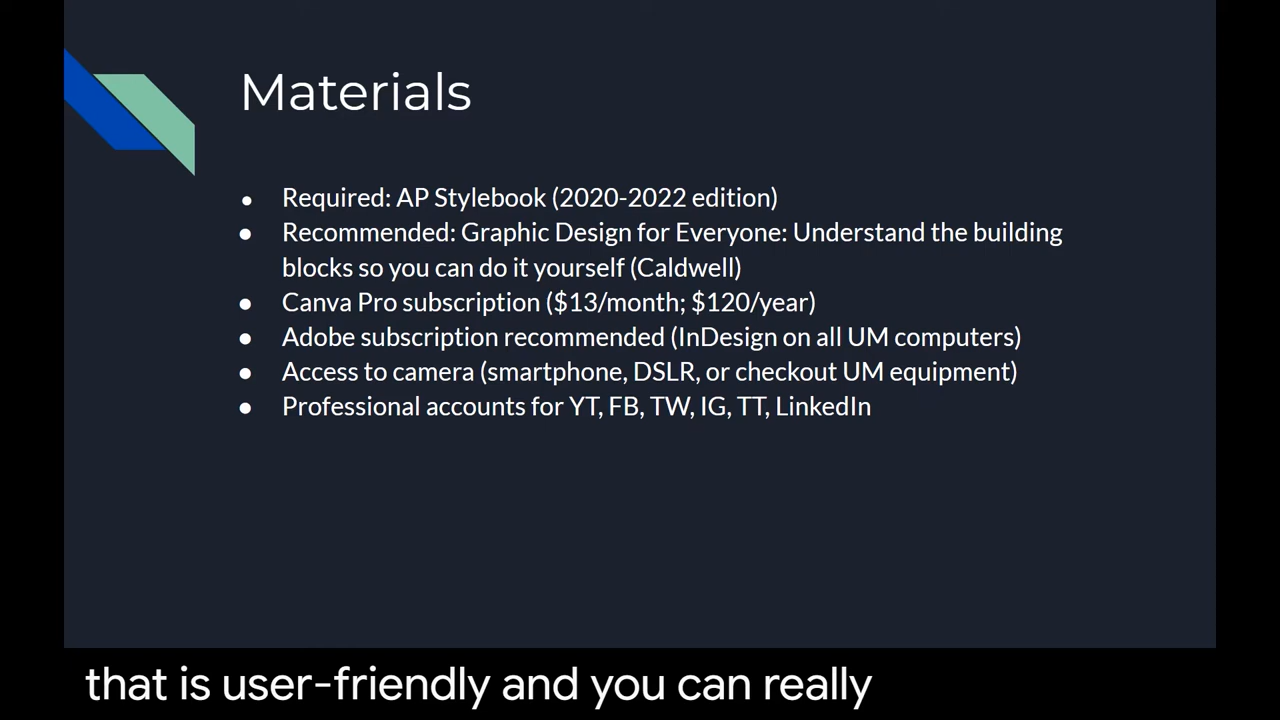 Materials
● Required: AP Stylebook (2020-2022 edition)
● Recommended: Graphic Design for Everyone: Understand the building
blocks so you can do it yourself (Caldwell)
● Canva Pro subscription ($13/month; $120/year)
● Adobe subscription recommended (InDesign on all UM computers)
● Access to camera (smartphone, DSLR, or checkout UM equipment)
● Professional accounts for YT, FB, TW, IG, TT, LinkedIn
that is user-friendly and you can really